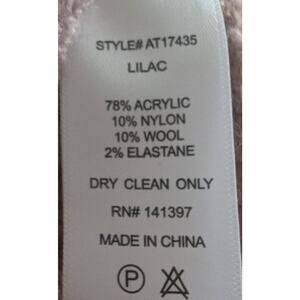 STYLE# AT17435
LILAC
78% ACRYLIC
10% NYLON
10% WOOL
2% ELASTANE
DRY CLEAN ONLY
RN# 141397
MADE IN CHINA
P